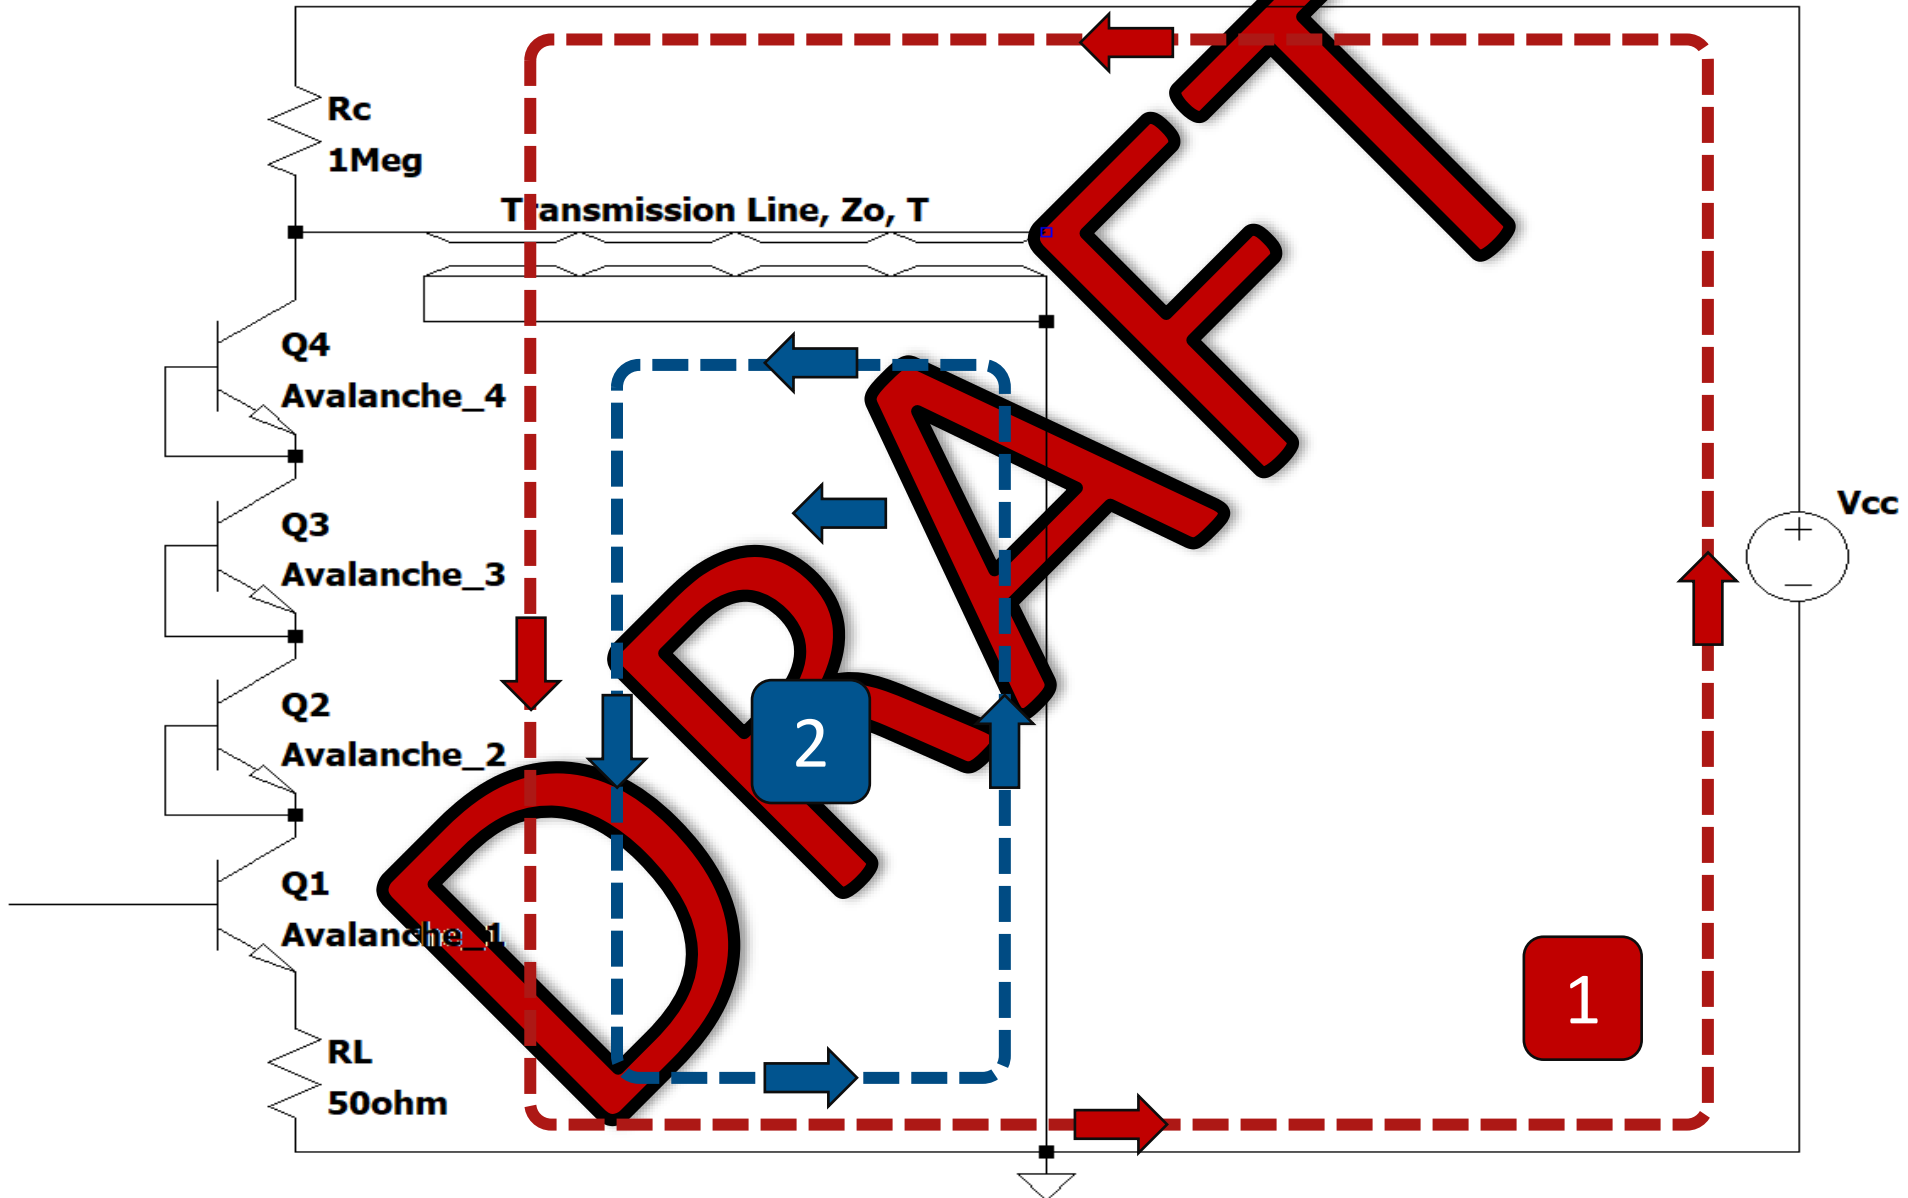 Rc
1Meg
Transmission Line, Zo, T
Q4
Avalanche_4
Q3
Avalanche_3
Vcc
Q2
Avalanche_2
2
Q1
Avalanche_1
1
RL
50ohm
DRAFT